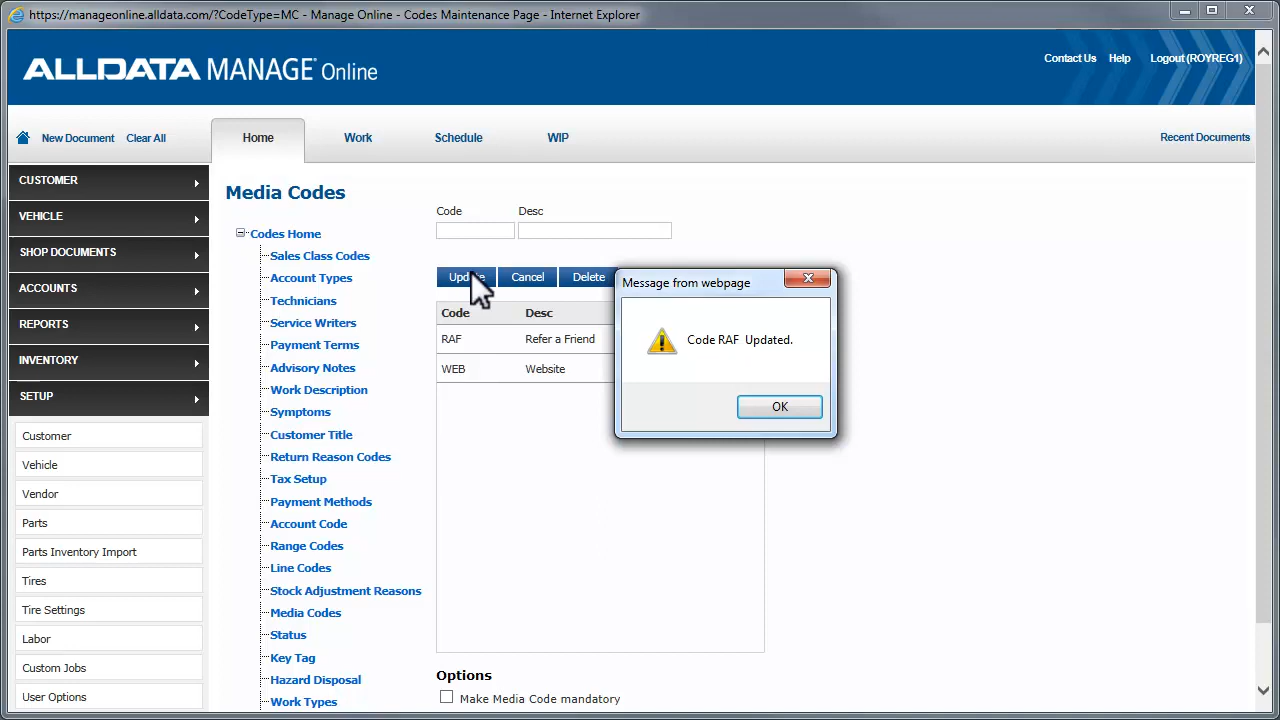 https://manageonline.alldata.com/?CodeType=MC - Manage Online - Codes Maintenance Page - Internet Explorer
ALLDATA MANAGE® Online
Contact Us Help Logout (ROYREG1)
New Document Clear All Home Work Schedule WIP Recent Documents
CUSTOMER
VEHICLE
SHOP DOCUMENTS
ACCOUNTS
REPORTS
INVENTORY
SETUP
Customer
Vehicle
Vendor
Parts
Parts Inventory Import
Tires
Tire Settings
Labor
Custom Jobs
User Options
Media Codes
Codes Home
Sales Class Codes
Account Types
Technicians
Service Writers
Payment Terms
Advisory Notes
Work Description
Symptoms
Customer Title
Return Reason Codes
Tax Setup
Payment Methods
Account Code
Range Codes
Line Codes
Stock Adjustment Reasons
Media Codes
Status
Key Tag
Hazard Disposal
Work Types
Code Desc
Update Cancel Delete
Code Desc
RAF Refer a Friend
WEB Website
Options
Make Media Code mandatory
Message from webpage
Code RAF Updated.
OK